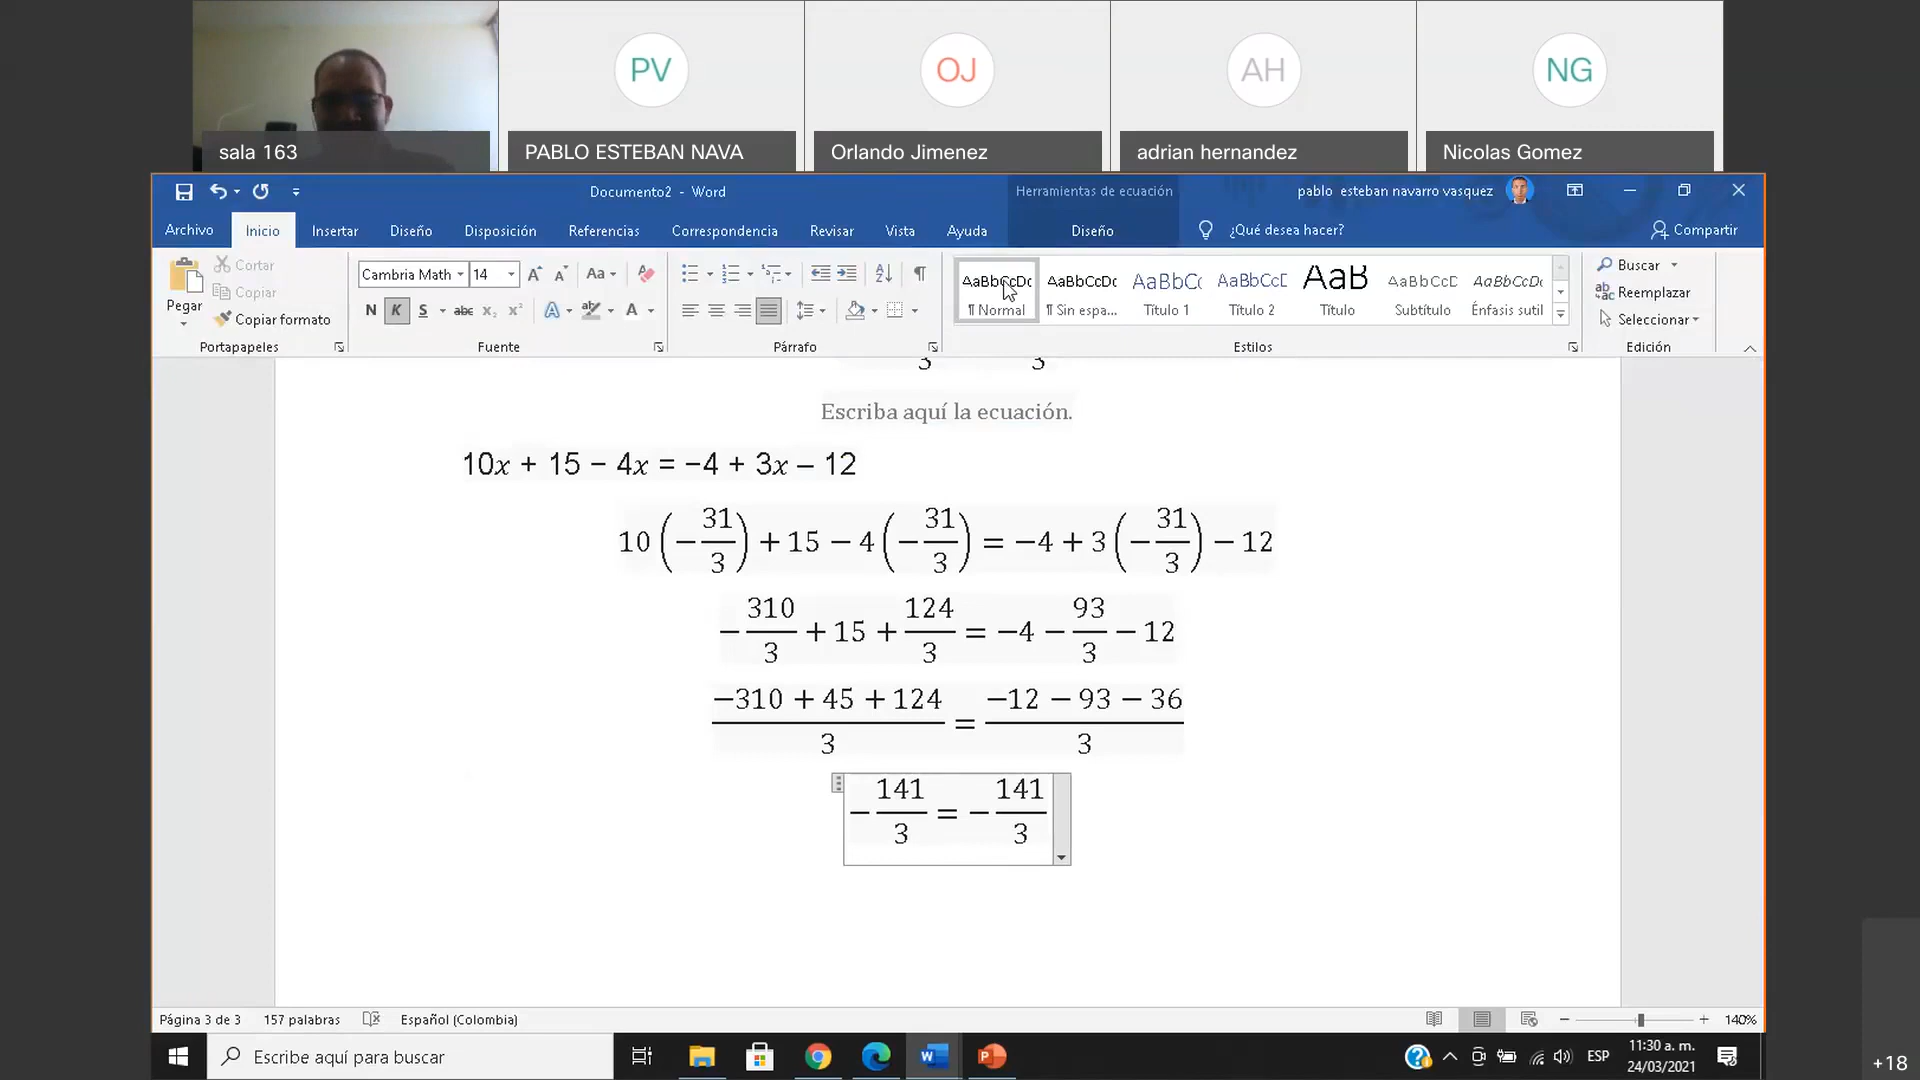 PV
OJ
AH
NG
sala 163
PABLO ESTEBAN NAVA
Orlando Jimenez
adrian hernandez
Nicolas Gomez
Documento2 - Word
Herramientas de ecuación
pablo esteban navarro vasquez
Archivo
Inicio
Insertar
Diseño
Disposición
Referencias
Correspondencia
Revisar
Vista
Ayuda
Diseño
¿Qué desea hacer?
Compartir
Pegar
Cortar
Copiar
Copiar formato
Portapapeles
Cambria Math
14
Aa
N K S abc x₂ x²
A
A
Fuente
Párrafo
AaBbCcDc
¶ Normal
AaBbCcDc
¶ Sin espa...
AaBbCc
Título 1
AaBbCcD
Título 2
AaB
Título
AaBbCcD
Subtítulo
AaBbCcDc
Énfasis sutil
Estilos
Buscar
Reemplazar
Seleccionar
Edición
3 3
Escriba aquí la ecuación.
10x + 15 − 4x = −4 + 3x − 12
10(−31/3) + 15 − 4(−31/3) = −4 + 3(−31/3) − 12
−310/3 + 15 + 124/3 = −4 − 93/3 − 12
(−310 + 45 + 124)/3 = (−12 − 93 − 36)/3
−141/3 = −141/3
Página 3 de 3
157 palabras
Español (Colombia)
140%
Escribe aquí para buscar
ESP
11:30 a. m.
24/03/2021
+18